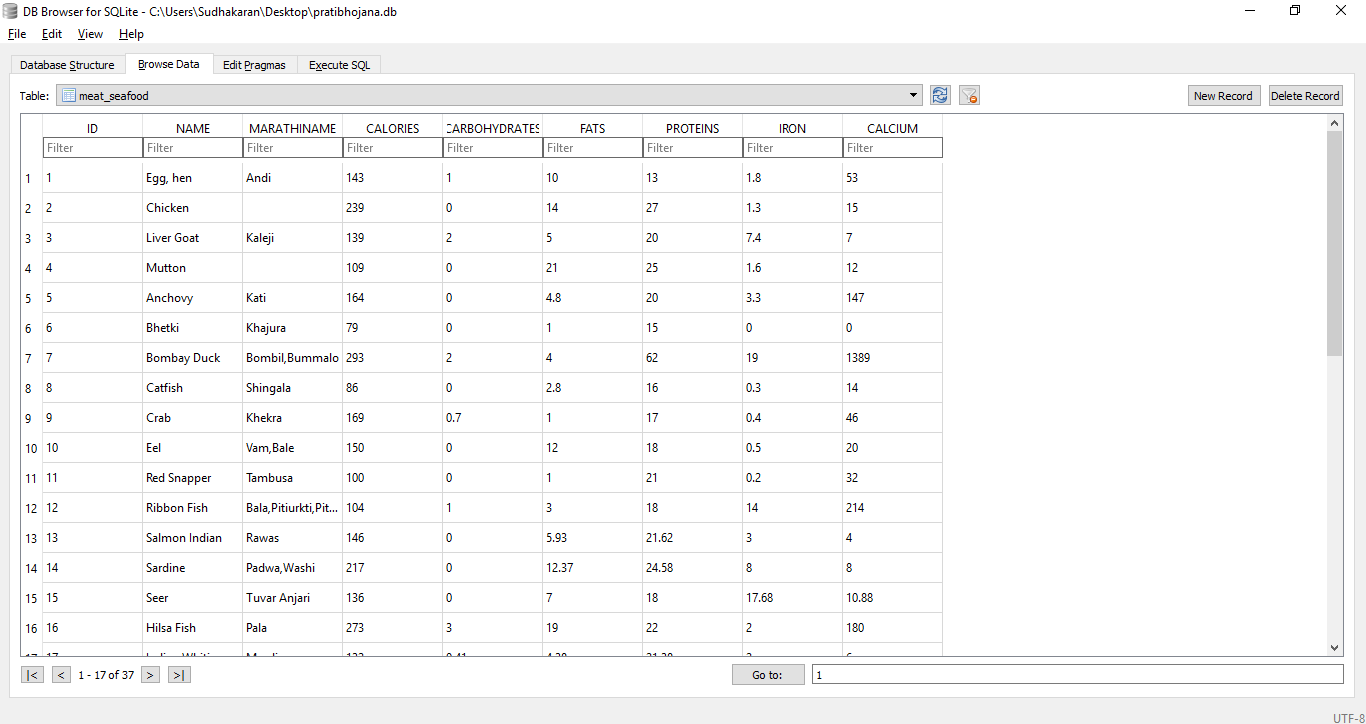 DB Browser for SQLite - C:\Users\Sudhakaran\Desktop\pratibhojana.db
File Edit View Help
Database Structure Browse Data Edit Pragmas Execute SQL
Table: meat_seafood New Record Delete Record
ID NAME MARATHINAME CALORIES CARBOHYDRATES FATS PROTEINS IRON CALCIUM
Filter Filter Filter Filter Filter Filter Filter Filter Filter
1 1 Egg, hen Andi 143 1 10 13 1.8 53
2 2 Chicken 239 0 14 27 1.3 15
3 3 Liver Goat Kaleji 139 2 5 20 7.4 7
4 4 Mutton 109 0 21 25 1.6 12
5 5 Anchovy Kati 164 0 4.8 20 3.3 147
6 6 Bhetki Khajura 79 0 1 15 0 0
7 7 Bombay Duck Bombil,Bummalo 293 2 4 62 19 1389
8 8 Catfish Shingala 86 0 2.8 16 0.3 14
9 9 Crab Khekra 169 0.7 1 17 0.4 46
10 10 Eel Vam,Bale 150 0 12 18 0.5 20
11 11 Red Snapper Tambusa 100 0 1 21 0.2 32
12 12 Ribbon Fish Bala,Pitiurkti,Pit... 104 1 3 18 14 214
13 13 Salmon Indian Rawas 146 0 5.93 21.62 3 4
14 14 Sardine Padwa,Washi 217 0 12.37 24.58 8 8
15 15 Seer Tuvar Anjari 136 0 7 18 17.68 10.88
16 16 Hilsa Fish Pala 273 3 19 22 2 180
|< < 1 - 17 of 37 > >| Go to: 1
UTF-8